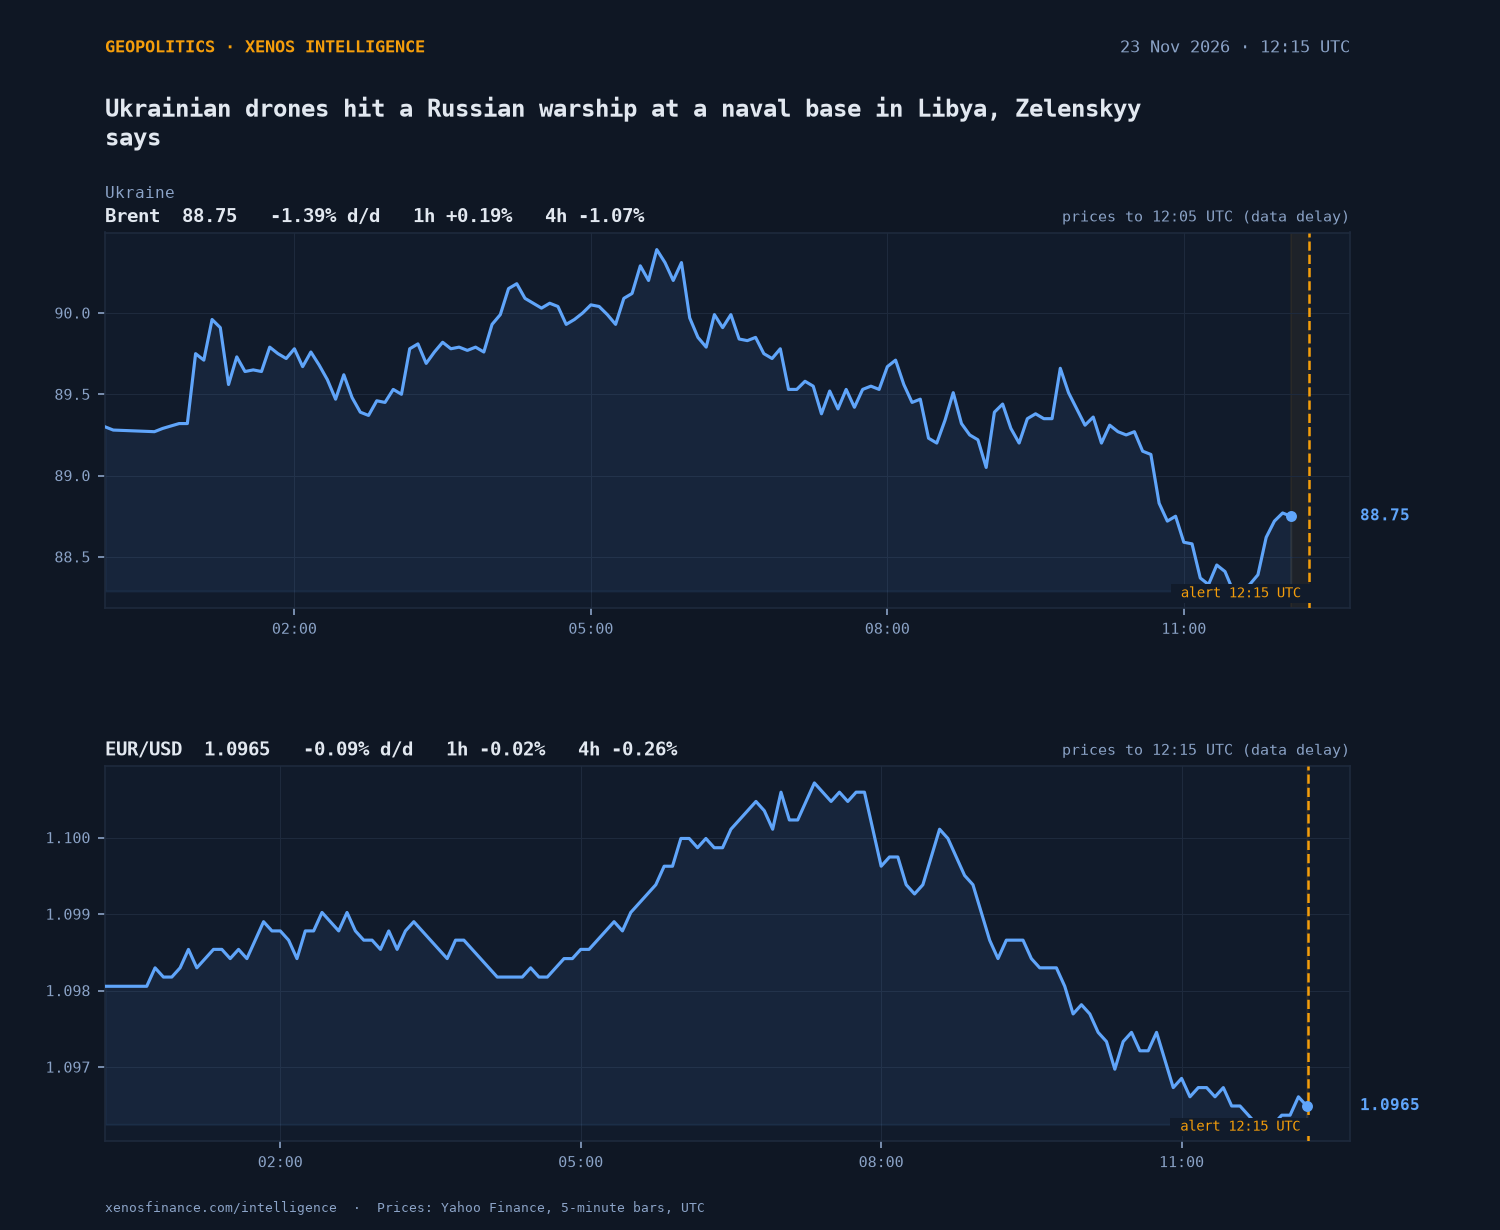 GEOPOLITICS · XENOS INTELLIGENCE
23 Nov 2026 · 12:15 UTC
Ukrainian drones hit a Russian warship at a naval base in Libya, Zelenskyy
says
Ukraine
Brent 88.75 -1.39% d/d 1h +0.19% 4h -1.07%
prices to 12:05 UTC (data delay)
90.0
89.5
89.0
88.5
88.75
alert 12:15 UTC
02:00 05:00 08:00 11:00
EUR/USD 1.0965 -0.09% d/d 1h -0.02% 4h -0.26%
prices to 12:15 UTC (data delay)
1.100
1.099
1.098
1.097
1.0965
alert 12:15 UTC
02:00 05:00 08:00 11:00
xenosfinance.com/intelligence · Prices: Yahoo Finance, 5-minute bars, UTC